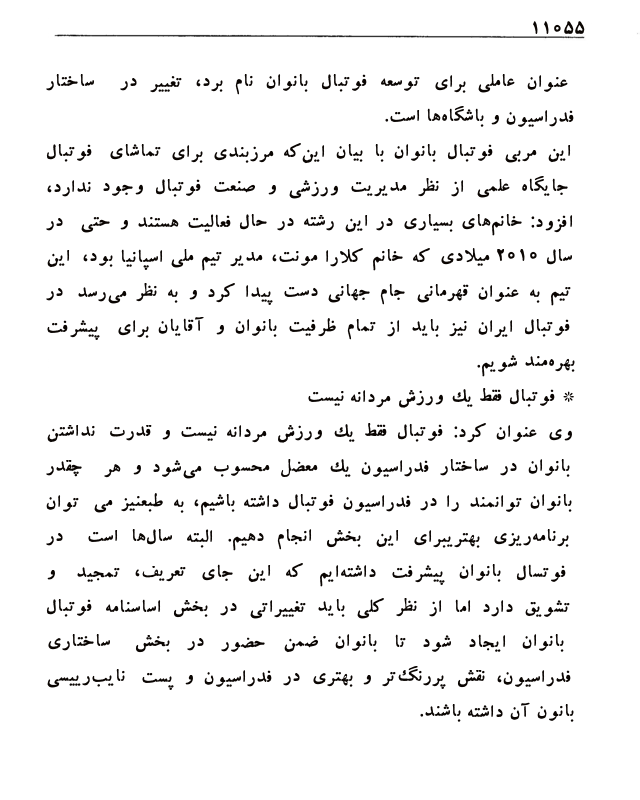 ۱۱۰۵۵
عنوان عاملی برای توسعه فوتبال بانوان نام برد، تغییر در ساختار
فدراسیون و باشگاه‌ها است.
این مربی فوتبال بانوان با بیان این‌که مرزبندی برای تماشای فوتبال
جایگاه علمی از نظر مدیریت ورزشی و صنعت فوتبال وجود ندارد،
افزود: خانم‌های بسیاری در این رشته در حال فعالیت هستند و حتی در
سال ۲۰۱۰ میلادی که خانم کلارا مونت، مدیر تیم ملی اسپانیا بود، این
تیم به عنوان قهرمانی جام جهانی دست پیدا کرد و به نظر می‌رسد در
فوتبال ایران نیز باید از تمام ظرفیت بانوان و آقایان برای پیشرفت
بهره‌مند شویم.
* فوتبال فقط یك ورزش مردانه نیست
وی عنوان کرد: فوتبال فقط یك ورزش مردانه نیست و قدرت نداشتن
بانوان در ساختار فدراسیون یك معضل محسوب می‌شود و هر چقدر
بانوان توانمند را در فدراسیون فوتبال داشته باشیم، به طبعنیز می توان
برنامه‌ریزی بهتریبرای این بخش انجام دهیم. البته سال‌ها است در
فوتسال بانوان پیشرفت داشته‌ایم که این جای تعریف، تمجید و
تشویق دارد اما از نظر کلی باید تغییراتی در بخش اساسنامه فوتبال
بانوان ایجاد شود تا بانوان ضمن حضور در بخش ساختاری
فدراسیون، نقش پررنگ‌تر و بهتری در فدراسیون و پست نایب‌رییسی
بانون آن داشته باشند.